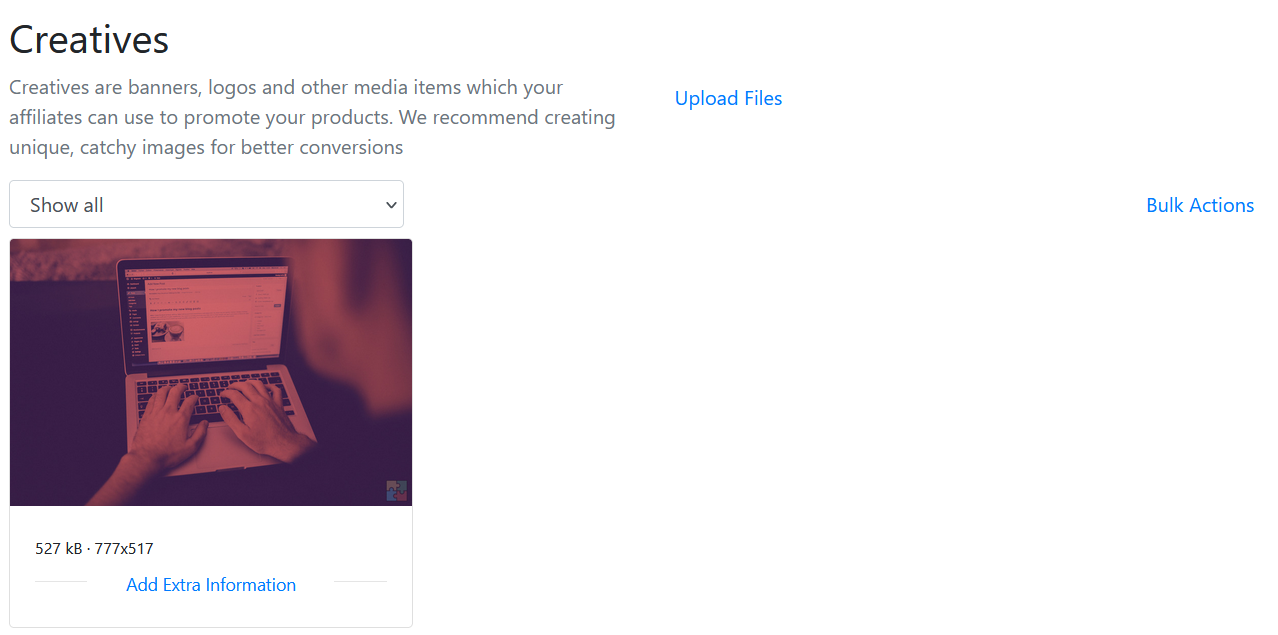 Creatives
Creatives are banners, logos and other media items which your
affiliates can use to promote your products. We recommend creating
unique, catchy images for better conversions
Upload Files
Show all
Bulk Actions
527 kB · 777x517
Add Extra Information